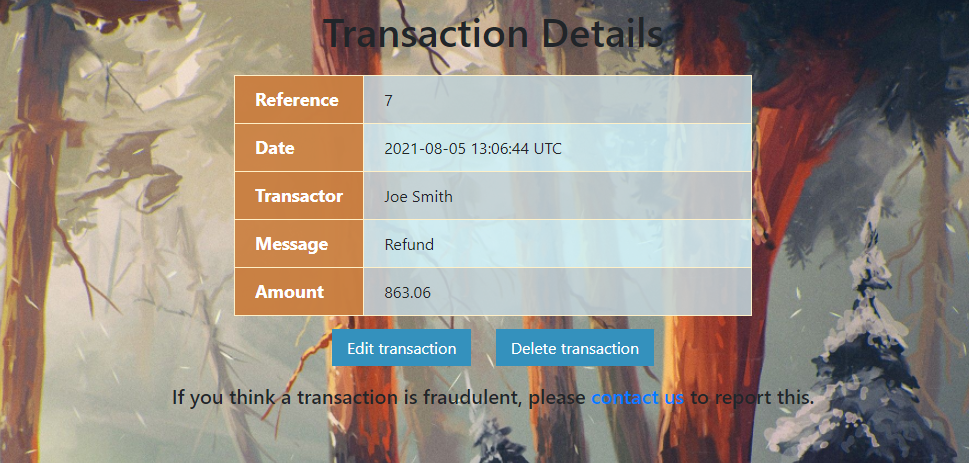 Transaction Details
Reference 7
Date 2021-08-05 13:06:44 UTC
Transactor Joe Smith
Message Refund
Amount 863.06
Edit transaction Delete transaction
If you think a transaction is fraudulent, please contact us to report this.